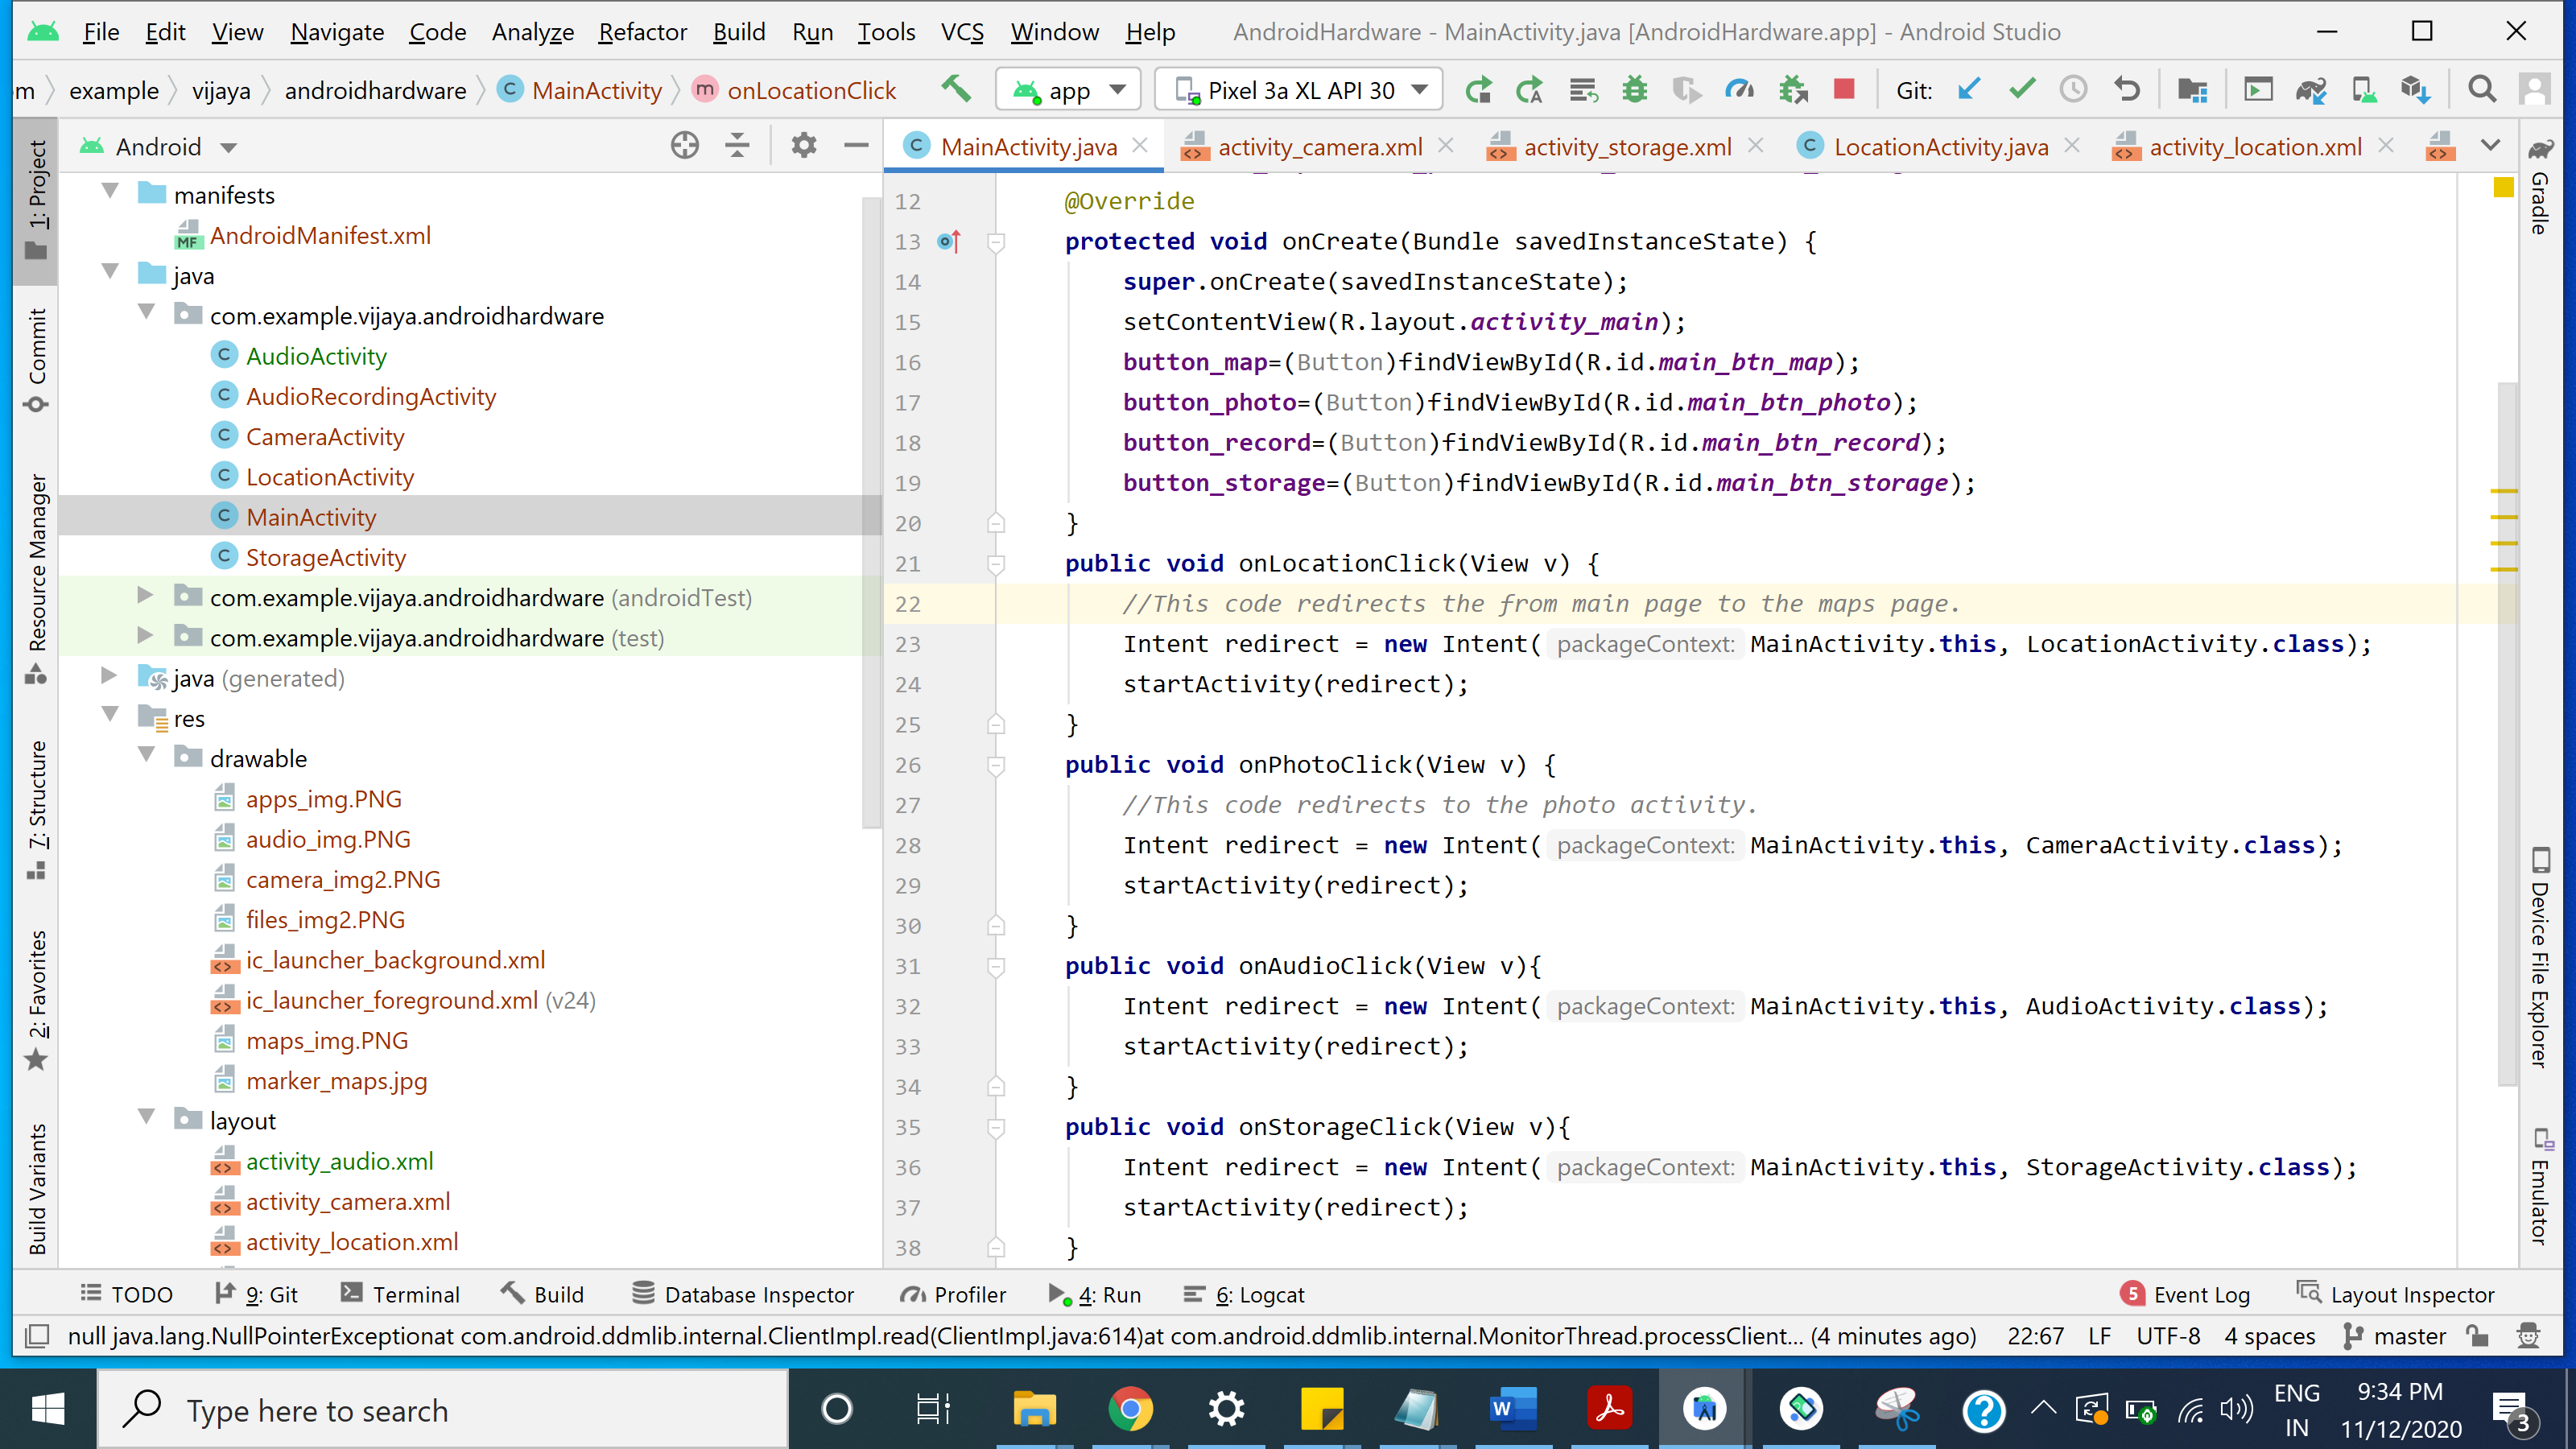 File Edit View Navigate Code Analyze Refactor Build Run Tools VCS Window Help AndroidHardware - MainActivity.java [AndroidHardware.app] - Android Studio
m example vijaya androidhardware C MainActivity m onLocationClick app Pixel 3a XL API 30 Git:
Android
MainActivity.java activity_camera.xml activity_storage.xml LocationActivity.java activity_location.xml
1: Project
Commit
Resource Manager
7: Structure
2: Favorites
Build Variants
manifests
MF AndroidManifest.xml
java
com.example.vijaya.androidhardware
C AudioActivity
C AudioRecordingActivity
C CameraActivity
C LocationActivity
C MainActivity
C StorageActivity
com.example.vijaya.androidhardware (androidTest)
com.example.vijaya.androidhardware (test)
java (generated)
res
drawable
apps_img.PNG
audio_img.PNG
camera_img2.PNG
files_img2.PNG
ic_launcher_background.xml
ic_launcher_foreground.xml (v24)
maps_img.PNG
marker_maps.jpg
layout
activity_audio.xml
activity_camera.xml
activity_location.xml
12 @Override
13 protected void onCreate(Bundle savedInstanceState) {
14 super.onCreate(savedInstanceState);
15 setContentView(R.layout.activity_main);
16 button_map=(Button)findViewById(R.id.main_btn_map);
17 button_photo=(Button)findViewById(R.id.main_btn_photo);
18 button_record=(Button)findViewById(R.id.main_btn_record);
19 button_storage=(Button)findViewById(R.id.main_btn_storage);
20 }
21 public void onLocationClick(View v) {
22 //This code redirects the from main page to the maps page.
23 Intent redirect = new Intent( packageContext: MainActivity.this, LocationActivity.class);
24 startActivity(redirect);
25 }
26 public void onPhotoClick(View v) {
27 //This code redirects to the photo activity.
28 Intent redirect = new Intent( packageContext: MainActivity.this, CameraActivity.class);
29 startActivity(redirect);
30 }
31 public void onAudioClick(View v){
32 Intent redirect = new Intent( packageContext: MainActivity.this, AudioActivity.class);
33 startActivity(redirect);
34 }
35 public void onStorageClick(View v){
36 Intent redirect = new Intent( packageContext: MainActivity.this, StorageActivity.class);
37 startActivity(redirect);
38 }
Gradle
Device File Explorer
Emulator
TODO 9: Git Terminal Build Database Inspector Profiler 4: Run 6: Logcat 5 Event Log Layout Inspector
null java.lang.NullPointerExceptionat com.android.ddmlib.internal.ClientImpl.read(ClientImpl.java:614)at com.android.ddmlib.internal.MonitorThread.processClient... (4 minutes ago) 22:67 LF UTF-8 4 spaces master
Type here to search
ENG
IN
9:34 PM
11/12/2020
3